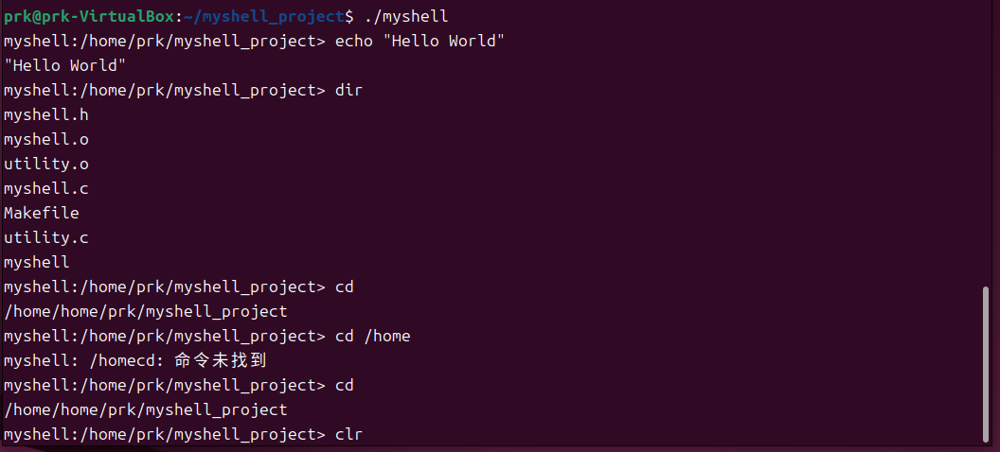 prk@prk-VirtualBox:~/myshell_project$ ./myshell
myshell:/home/prk/myshell_project> echo "Hello World"
"Hello World"
myshell:/home/prk/myshell_project> dir
myshell.h
myshell.o
utility.o
myshell.c
Makefile
utility.c
myshell
myshell:/home/prk/myshell_project> cd
/home/home/prk/myshell_project
myshell:/home/prk/myshell_project> cd /home
myshell: /homecd: 命令未找到
myshell:/home/prk/myshell_project> cd
/home/home/prk/myshell_project
myshell:/home/prk/myshell_project> clr